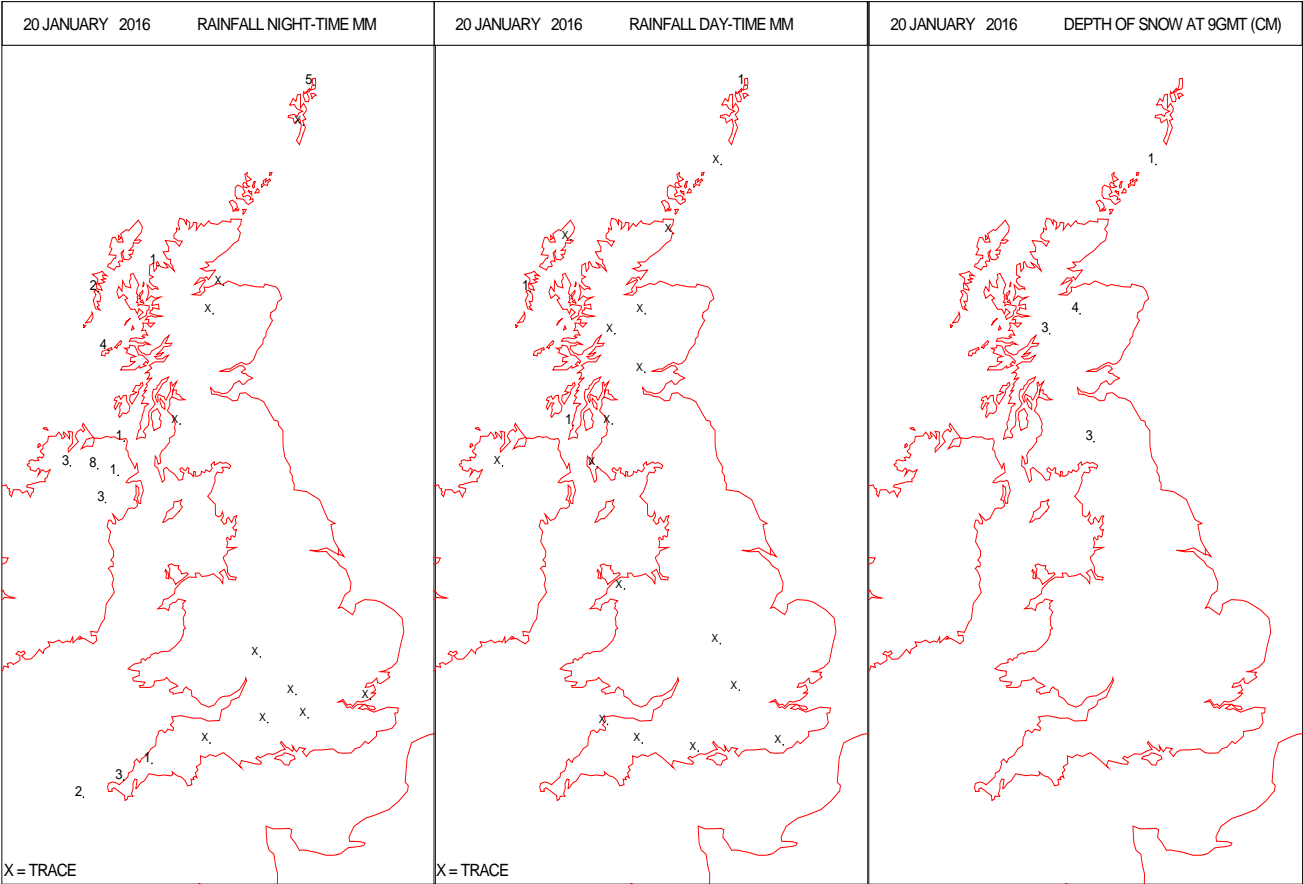 20 JANUARY 2016 RAINFALL NIGHT-TIME MM
5
X.
1
X.
2
X.
4
X.
1.
3. 8. 1.
3.
X.
X. X.
X. X.
X.
1.
3
2.
X = TRACE
20 JANUARY 2016 RAINFALL DAY-TIME MM
1
X.
X.
X.
1
X.
X.
X.
1 X.
X. X.
X.
X.
X.
X.
X. X. X.
X = TRACE
20 JANUARY 2016 DEPTH OF SNOW AT 9GMT (CM)
1.
4.
3.
3.